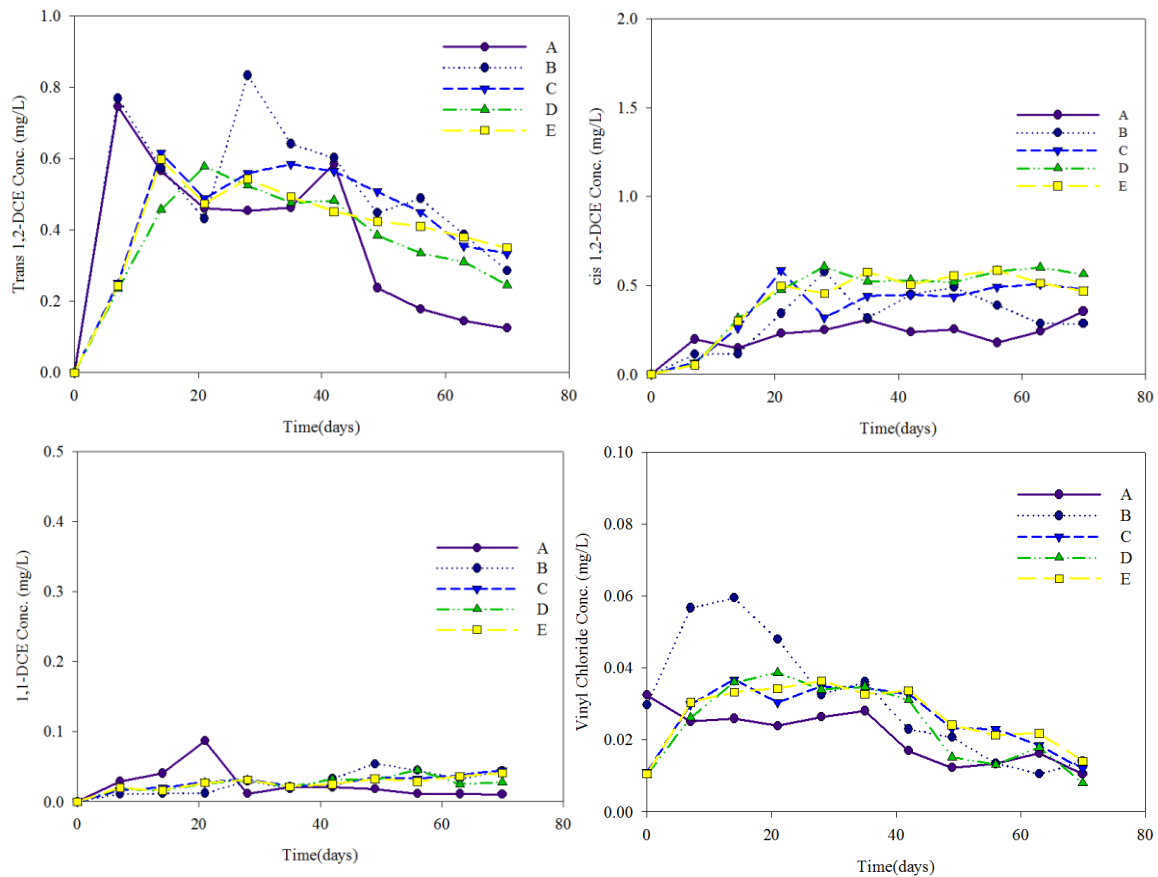 Trans 1,2-DCE Conc. (mg/L)
1.0
0.8
0.6
0.4
0.2
0.0
0 20 40 60 80
Time(days)
A
B
C
D
E
cis 1,2-DCE Conc. (mg/L)
2.0
1.5
1.0
0.5
0.0
0 20 40 60 80
Time(days)
A
B
C
D
E
1,1-DCE Conc. (mg/L)
0.5
0.4
0.3
0.2
0.1
0.0
0 20 40 60 80
Time(days)
A
B
C
D
E
Vinyl Chloride Conc. (mg/L)
0.10
0.08
0.06
0.04
0.02
0.00
0 20 40 60 80
Time(days)
A
B
C
D
E